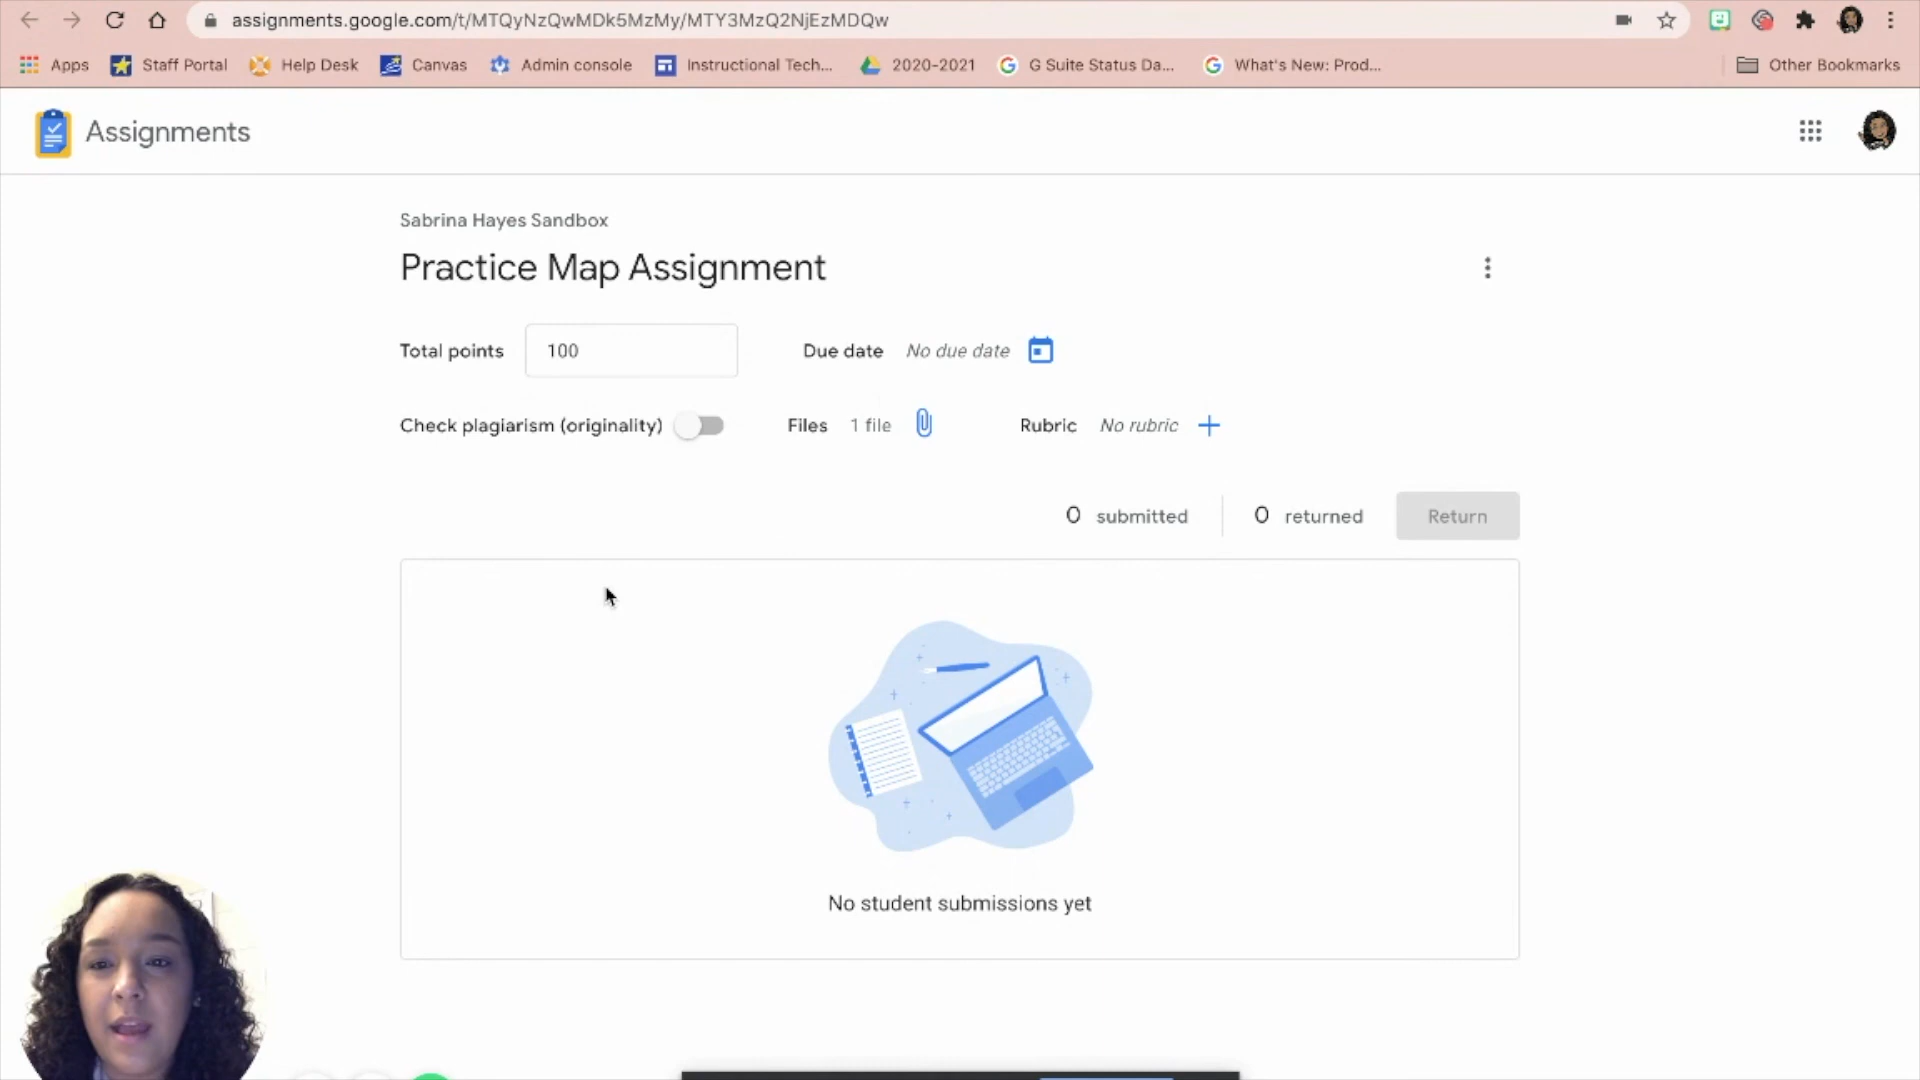 assignments.google.com/t/MTQyNzQwMDk5MzMy/MTY3MzQ2NjEzMDQw
Apps Staff Portal Help Desk Canvas Admin console Instructional Tech... 2020-2021 G Suite Status Da... What's New: Prod... Other Bookmarks
Assignments
Sabrina Hayes Sandbox
Practice Map Assignment
Total points 100 Due date No due date
Check plagiarism (originality) Files 1 file Rubric No rubric
0 submitted 0 returned Return
No student submissions yet